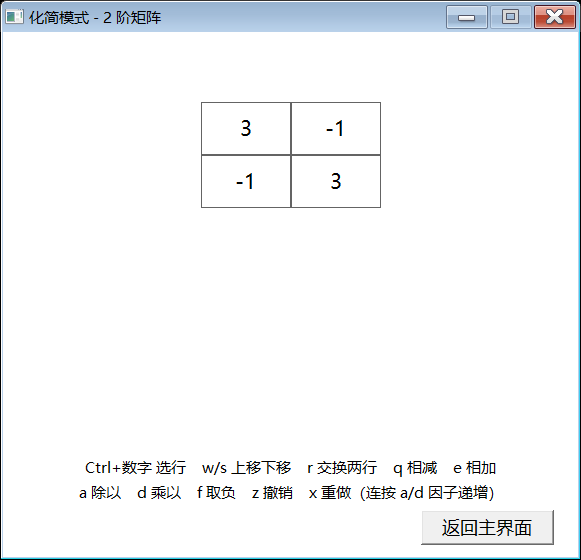 化简模式 - 2 阶矩阵
3 -1
-1 3
Ctrl+数字 选行 w/s 上移下移 r 交换两行 q 相减 e 相加
a 除以 d 乘以 f 取负 z 撤销 x 重做（连按 a/d 因子递增）
返回主界面